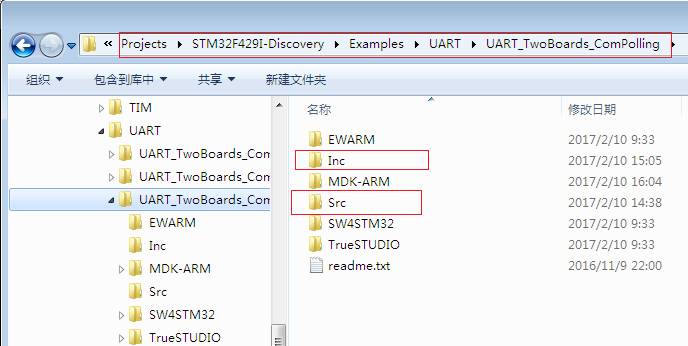 « Projects ▸ STM32F429I-Discovery ▸ Examples ▸ UART ▸ UART_TwoBoards_ComPolling ▸
组织 ▼ 包含到库中 ▼ 共享 ▼ 新建文件夹
TIM
UART
UART_TwoBoards_Com
UART_TwoBoards_Com
UART_TwoBoards_Com
EWARM
Inc
MDK-ARM
Src
SW4STM32
TrueSTUDIO
名称 修改日期
EWARM 2017/2/10 9:33
Inc 2017/2/10 15:05
MDK-ARM 2017/2/10 16:04
Src 2017/2/10 14:38
SW4STM32 2017/2/10 9:33
TrueSTUDIO 2017/2/10 9:33
readme.txt 2016/11/9 22:00